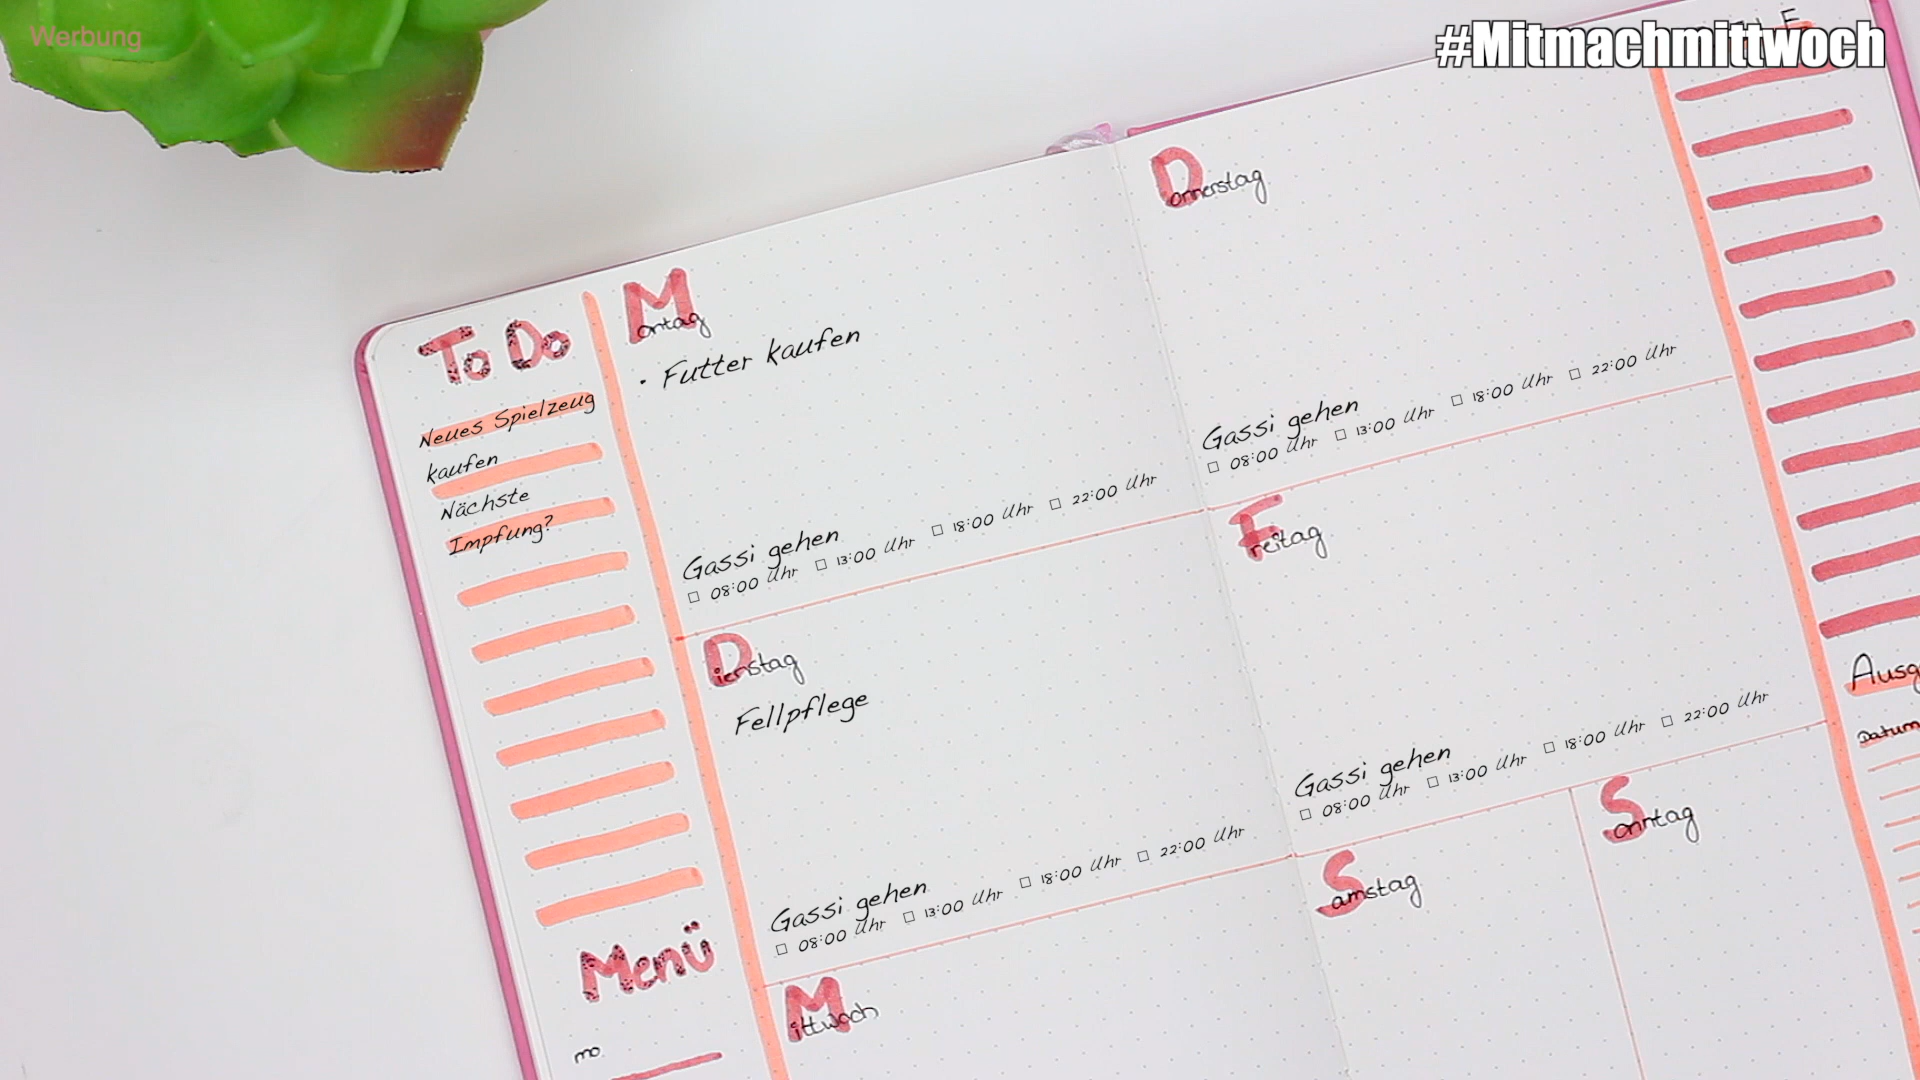 Werbung
#Mitmachmittwoch
To Do
Neues Spielzeug
kaufen
Nächste
Impfung?
Menü
mo.
Montag
· Futter kaufen
Gassi gehen
□ 08:00 Uhr □ 13:00 Uhr □ 18:00 Uhr □ 22:00 Uhr
Dienstag
Fellpflege
Gassi gehen
□ 08:00 Uhr □ 13:00 Uhr □ 18:00 Uhr □ 22:00 Uhr
Mittwoch
Donnerstag
Gassi gehen
□ 08:00 Uhr □ 13:00 Uhr □ 18:00 Uhr □ 22:00 Uhr
Freitag
Gassi gehen
□ 08:00 Uhr □ 13:00 Uhr □ 18:00 Uhr □ 22:00 Uhr
Samstag
Sonntag
Ausg
Datum